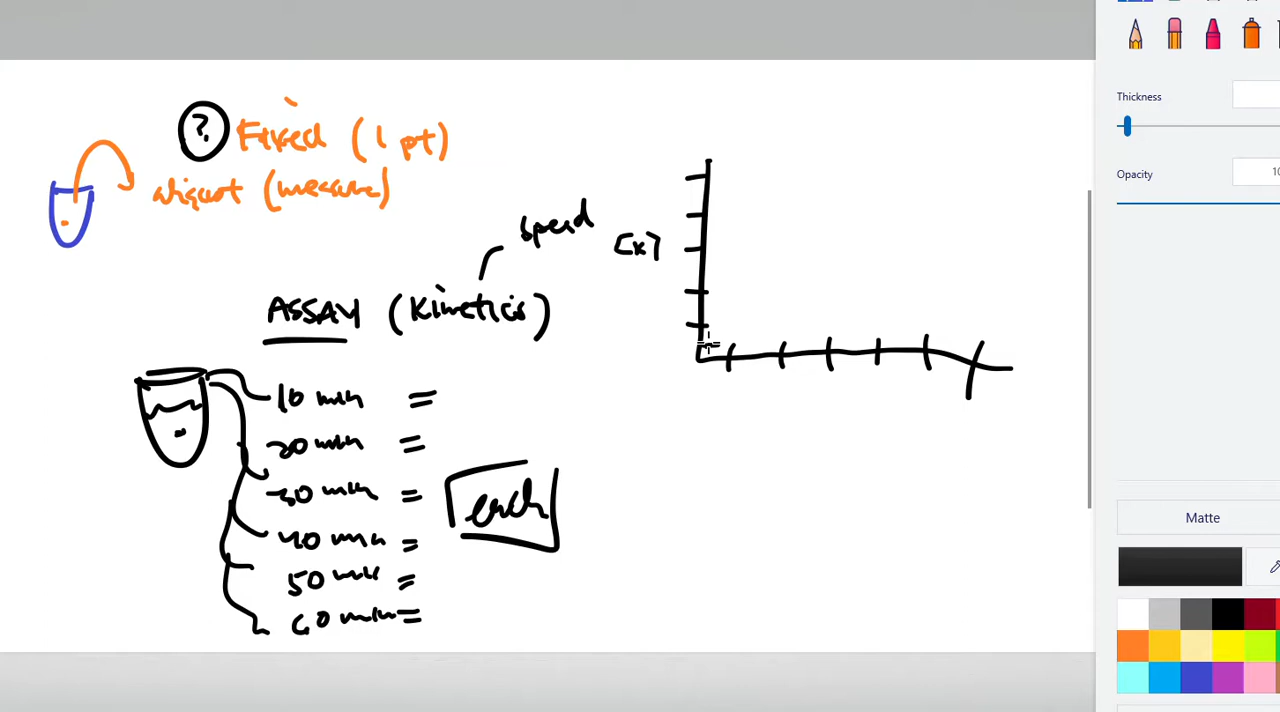 ? Fixed (1 pt)
aliquot (measure)
speed
[x]
ASSAY (Kinetics)
10 min =
20 min =
30 min =
40 min =
50 min =
60 min =
each
Thickness
Opacity
10
Matte